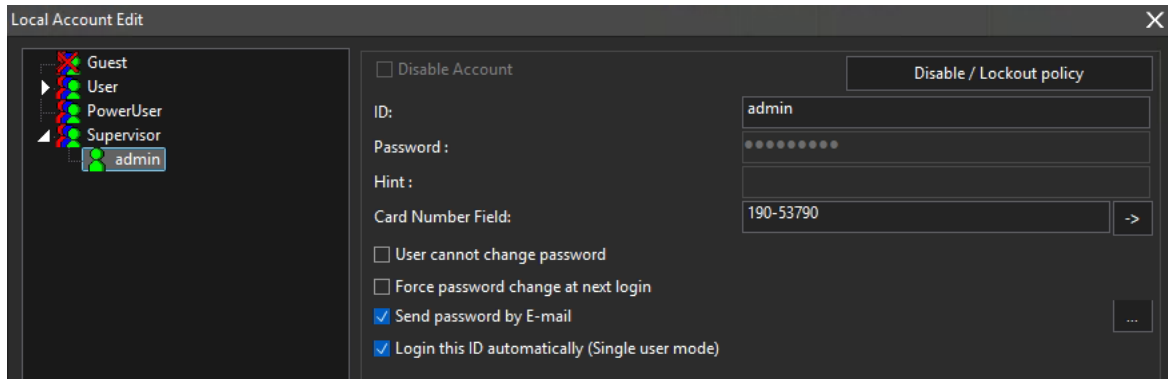 Local Account Edit
Guest
User
PowerUser
Supervisor
admin
Disable Account
Disable / Lockout policy
ID:
admin
Password :
•••••••••
Hint :
Card Number Field:
190-53790
->
User cannot change password
Force password change at next login
Send password by E-mail
...
Login this ID automatically (Single user mode)